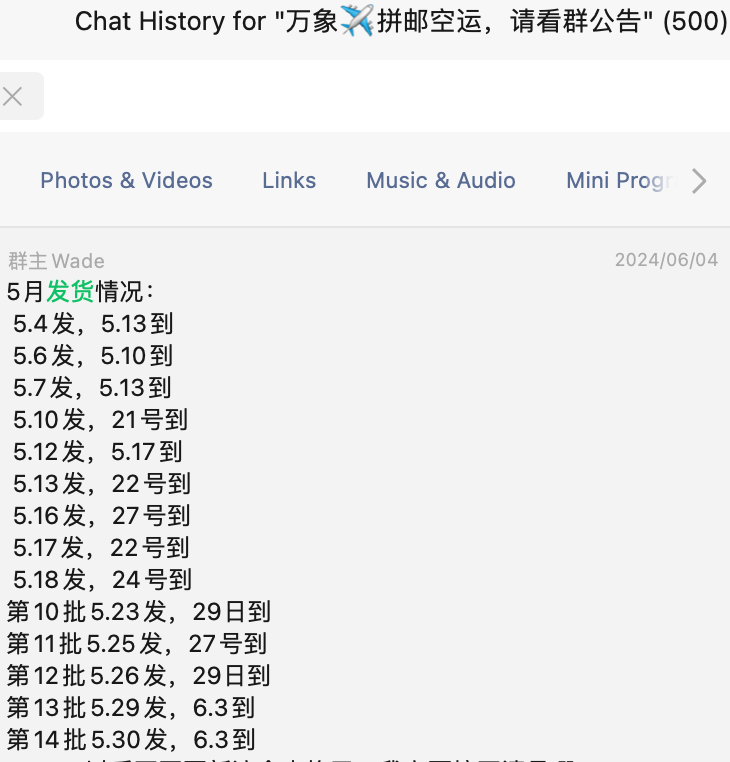 Chat History for "万象✈️拼邮空运，请看群公告" (500)
Photos & Videos Links Music & Audio Mini Progr
群主 Wade 2024/06/04
5月发货情况：
5.4发，5.13到
5.6发，5.10到
5.7发，5.13到
5.10发，21号到
5.12发，5.17到
5.13发，22号到
5.16发，27号到
5.17发，22号到
5.18发，24号到
第10批5.23发，29日到
第11批5.25发，27号到
第12批5.26发，29日到
第13批5.29发，6.3到
第14批5.30发，6.3到